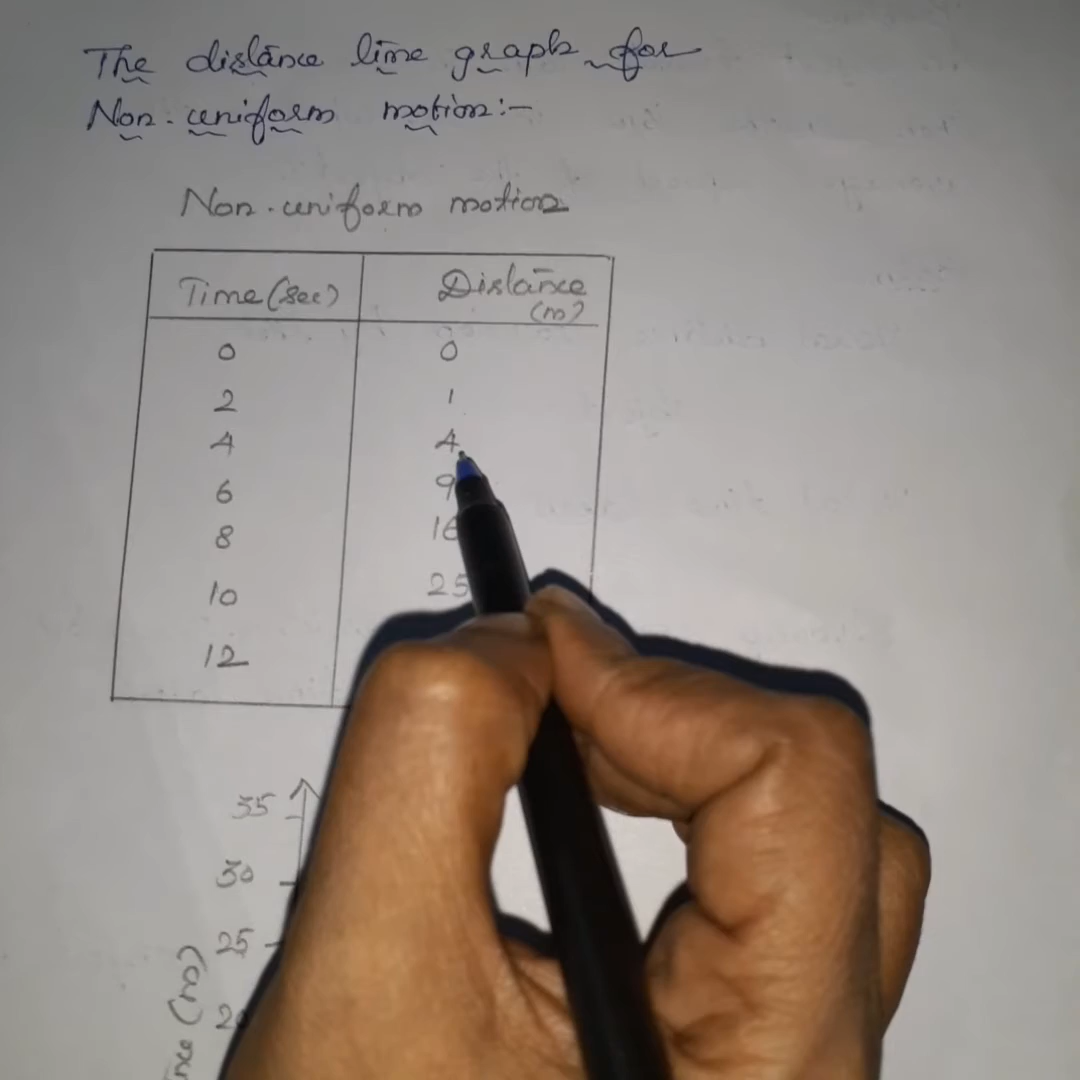 The distance time graph for
Non-uniform motion:-
Non-uniform motion
Time (sec) Distance
(m)
0 0
2 1
4 4
6 9
8 16
10 25
12
35
30
25